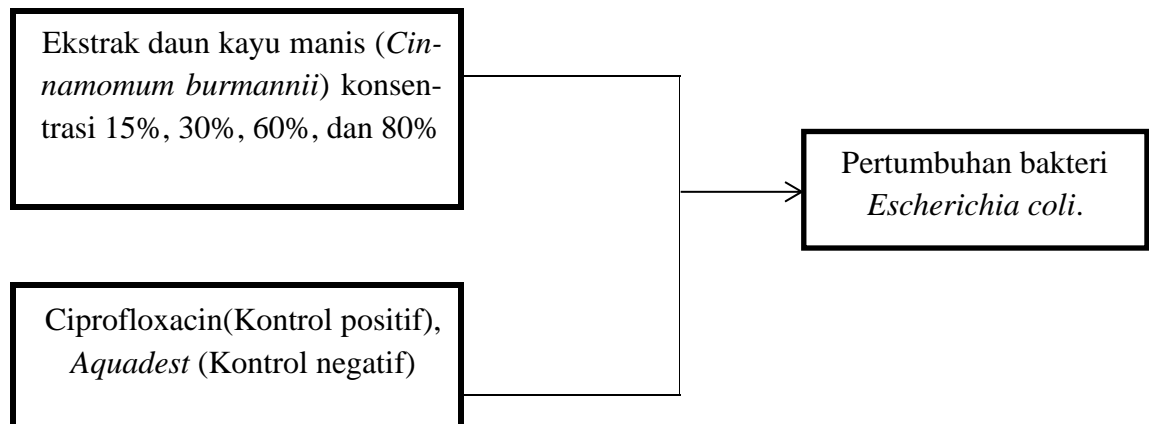 Ekstrak daun kayu manis (Cin-
namomum burmannii) konsen-
trasi 15%, 30%, 60%, dan 80%
Pertumbuhan bakteri
Escherichia coli.
Ciprofloxacin(Kontrol positif),
Aquadest (Kontrol negatif)